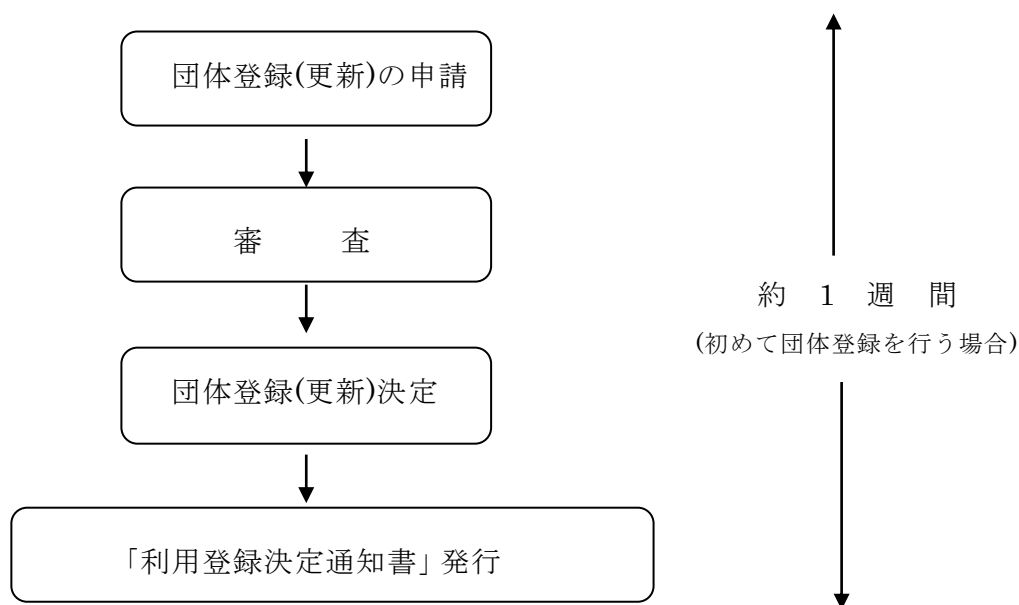 団体登録(更新)の申請
審　　査
団体登録(更新)決定
「利用登録決定通知書」発行
約　1　週　間
(初めて団体登録を行う場合)